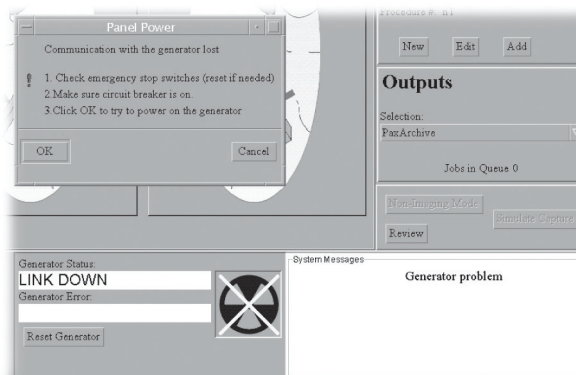 Panel Power
Communication with the generator lost
! 1. Check emergency stop switches (reset if needed)
2.Make sure circuit breaker is on.
3.Click OK to try to power on the generator
OK
Cancel
Procedure #: n1
New
Edit
Add
Outputs
Selection:
PaxArchive
Jobs in Queue 0
Non-Imaging Mode
Simulate Capture
Review
Generator Status:
LINK DOWN
Generator Error:
Reset Generator
System Messages
Generator problem